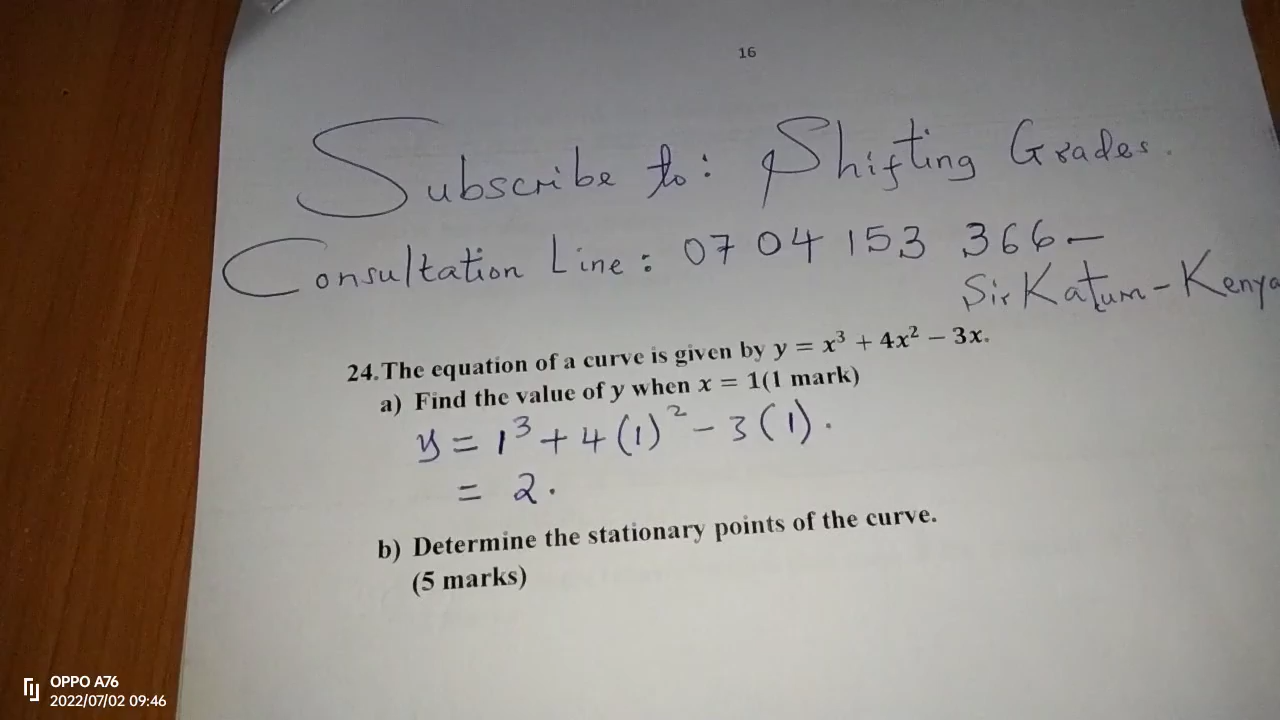 16
Subscribe to: Shifting Grades.
Consultation Line: 0704 153 366 –
Sir Katum - Kenya
24.The equation of a curve is given by y = x³ + 4x² − 3x.
a) Find the value of y when x = 1(1 mark)
y = 1³ + 4(1)² − 3(1).
= 2.
b) Determine the stationary points of the curve.
(5 marks)
OPPO A76
2022/07/02 09:46